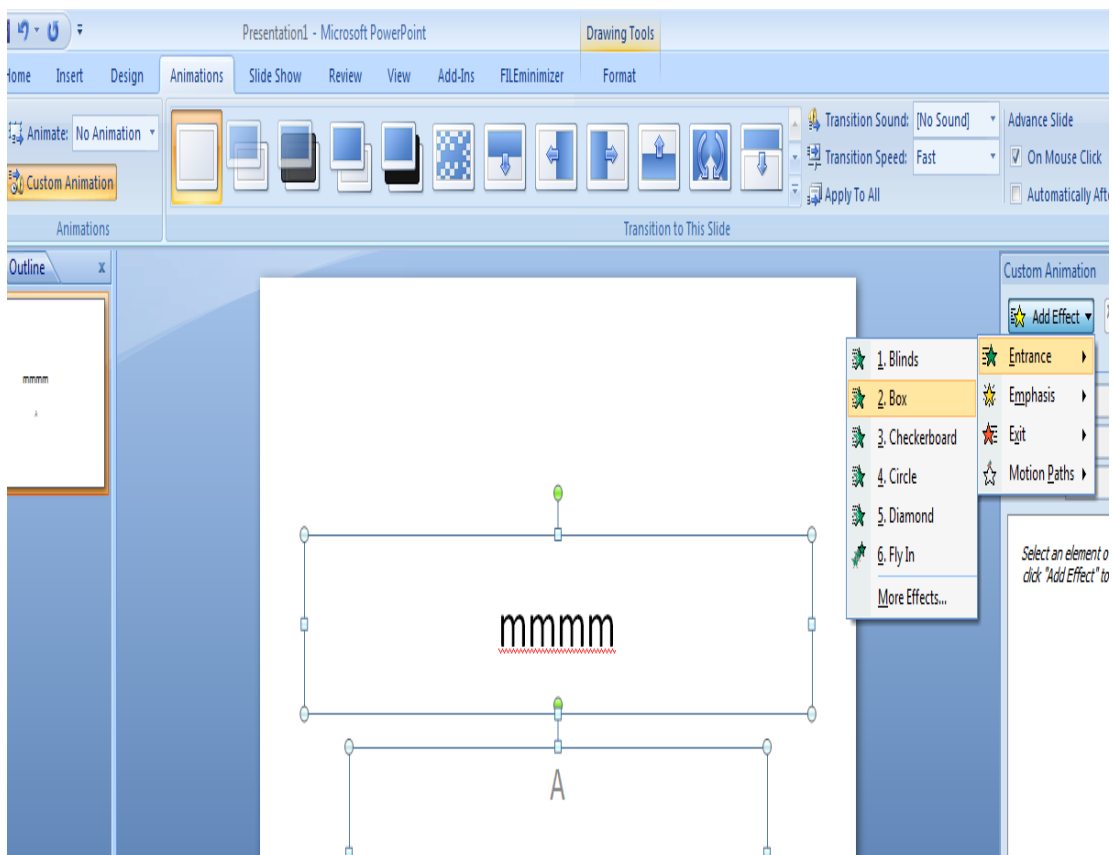 Presentation1 - Microsoft PowerPoint
Drawing Tools
Home Insert Design Animations Slide Show Review View Add-Ins FILEminimizer Format
Animate: No Animation
Custom Animation
Animations
Transition Sound: [No Sound]
Transition Speed: Fast
Apply To All
Transition to This Slide
Advance Slide
On Mouse Click
Automatically Afte
Outline x
mmmm
A
Custom Animation
Add Effect
Entrance
Emphasis
Exit
Motion Paths
1. Blinds
2. Box
3. Checkerboard
4. Circle
5. Diamond
6. Fly In
More Effects...
Select an element o
click "Add Effect" to
mmmm
A